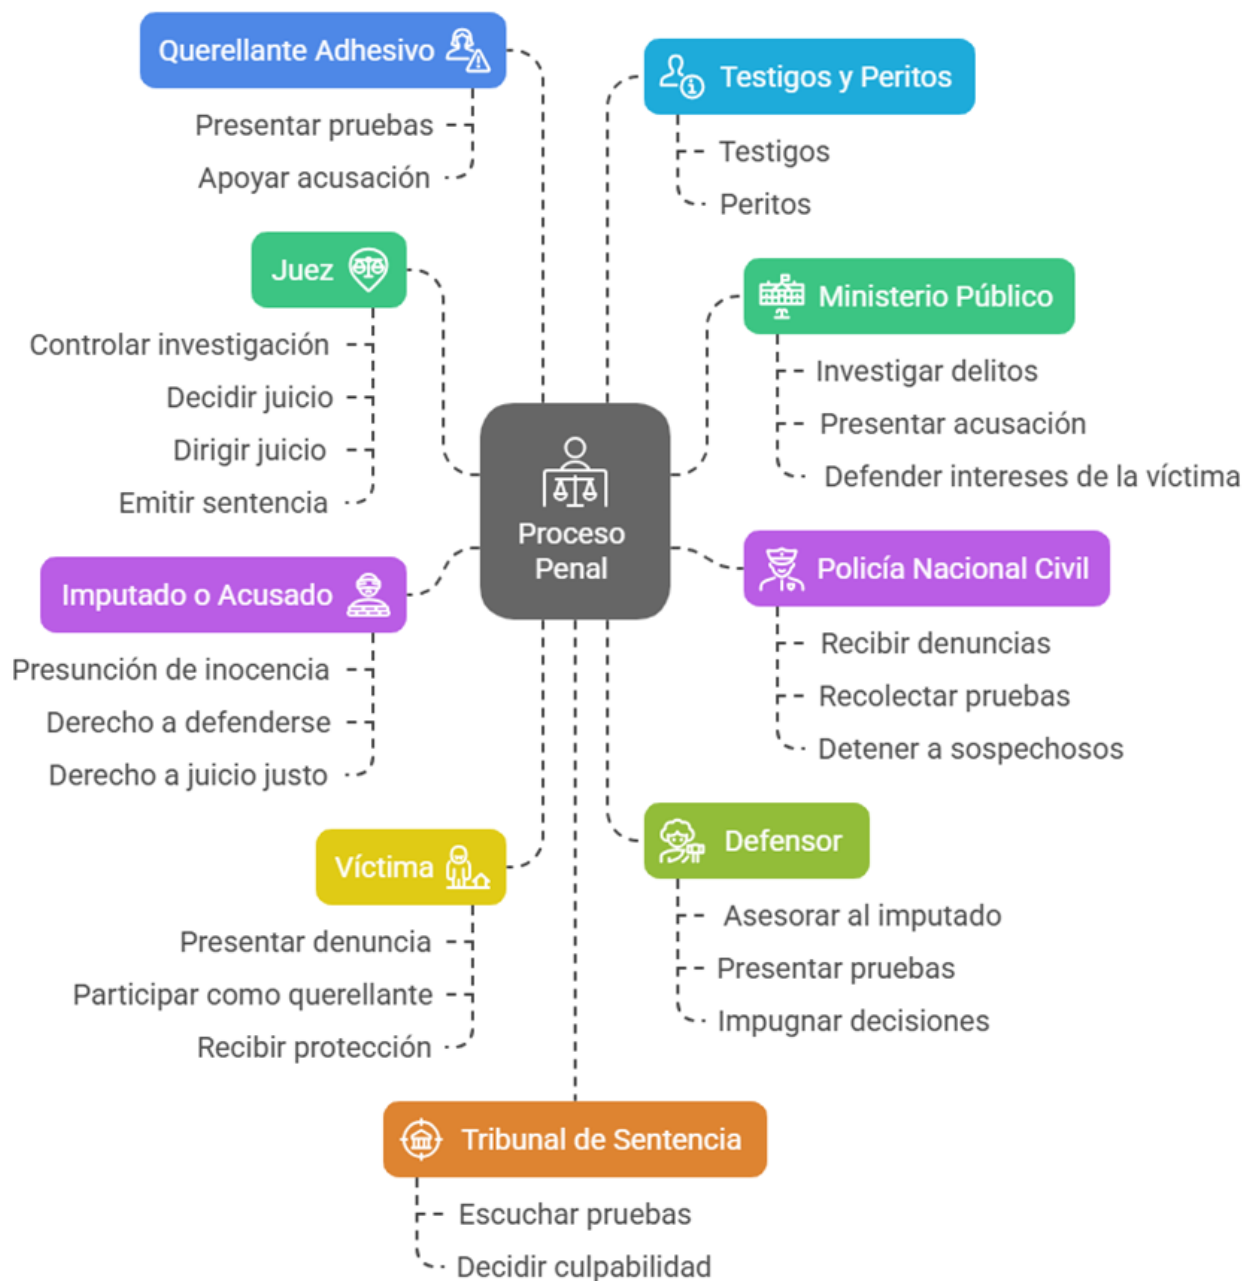 Querellante Adhesivo
Presentar pruebas
Apoyar acusación
Testigos y Peritos
Testigos
Peritos
Juez
Controlar investigación
Decidir juicio
Dirigir juicio
Emitir sentencia
Ministerio Público
Investigar delitos
Presentar acusación
Defender intereses de la víctima
Proceso
Penal
Imputado o Acusado
Presunción de inocencia
Derecho a defenderse
Derecho a juicio justo
Policía Nacional Civil
Recibir denuncias
Recolectar pruebas
Detener a sospechosos
Víctima
Presentar denuncia
Participar como querellante
Recibir protección
Defensor
Asesorar al imputado
Presentar pruebas
Impugnar decisiones
Tribunal de Sentencia
Escuchar pruebas
Decidir culpabilidad